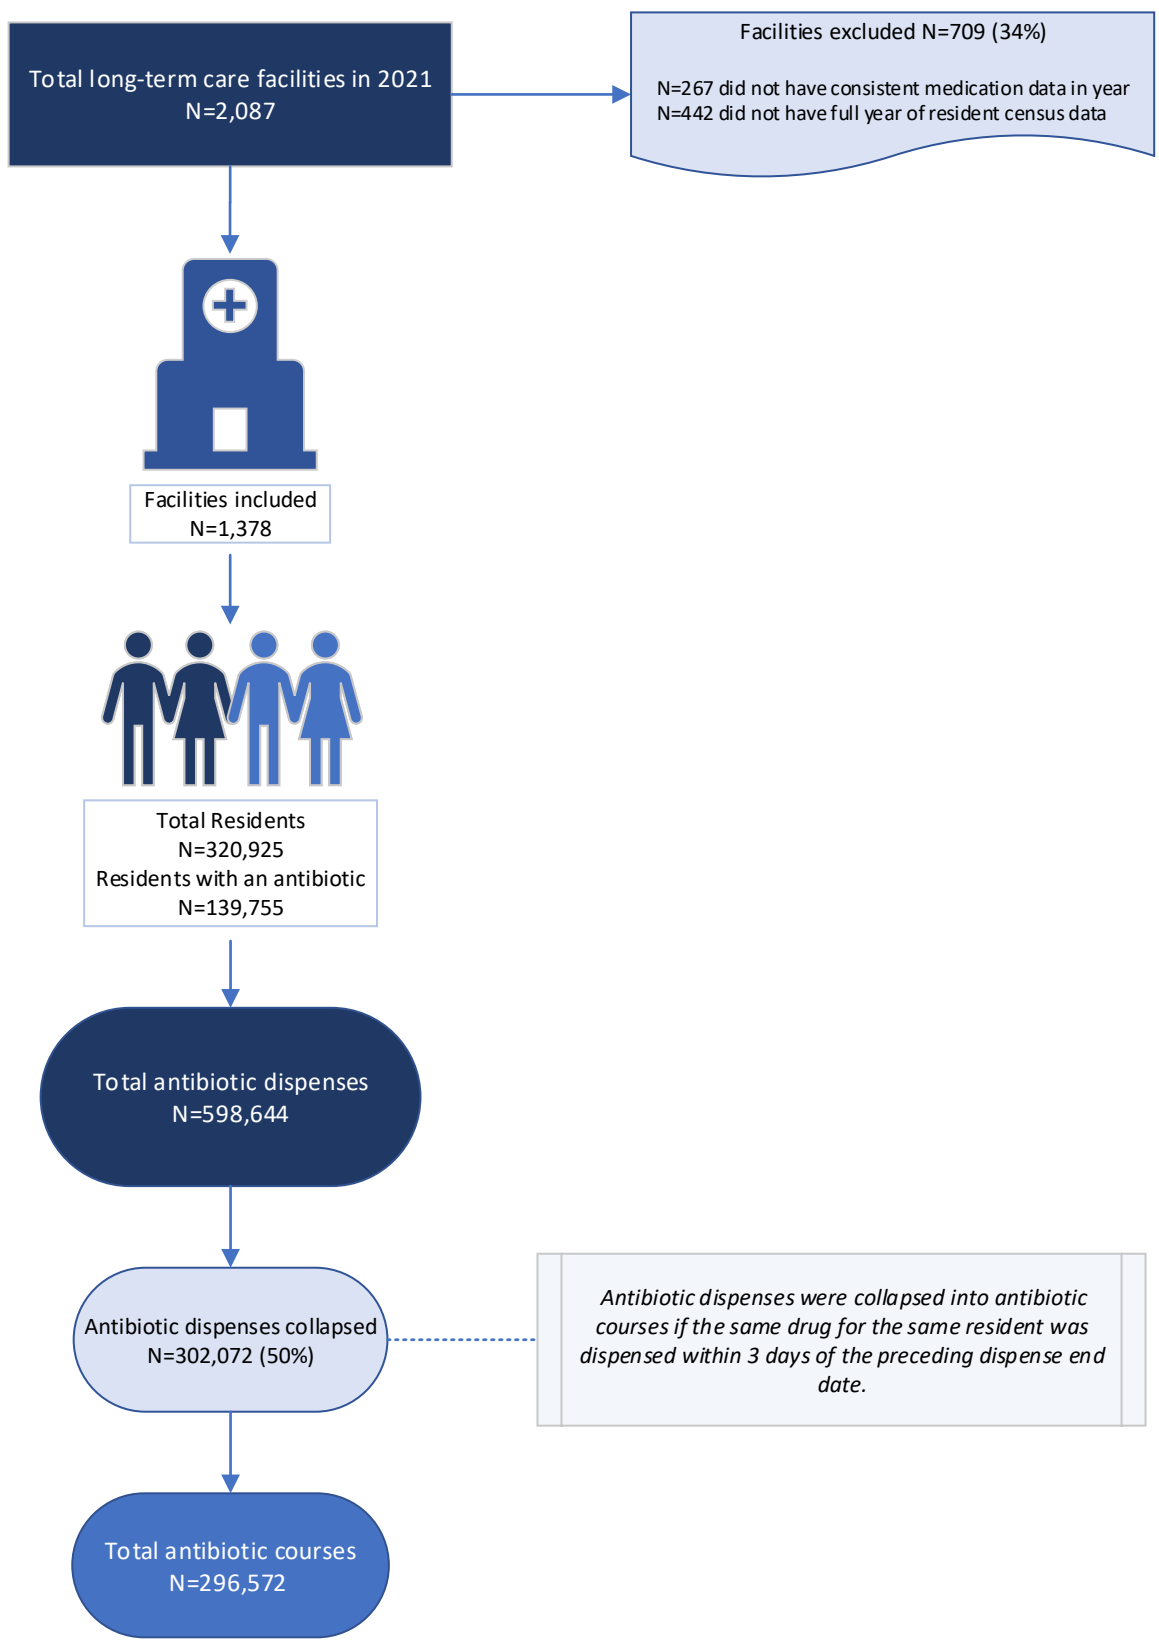 Total long-term care facilities in 2021
N=2,087
Facilities excluded N=709 (34%)
N=267 did not have consistent medication data in year
N=442 did not have full year of resident census data
Facilities included
N=1,378
Total Residents
N=320,925
Residents with an antibiotic
N=139,755
Total antibiotic dispenses
N=598,644
Antibiotic dispenses collapsed
N=302,072 (50%)
Antibiotic dispenses were collapsed into antibiotic
courses if the same drug for the same resident was
dispensed within 3 days of the preceding dispense end
date.
Total antibiotic courses
N=296,572